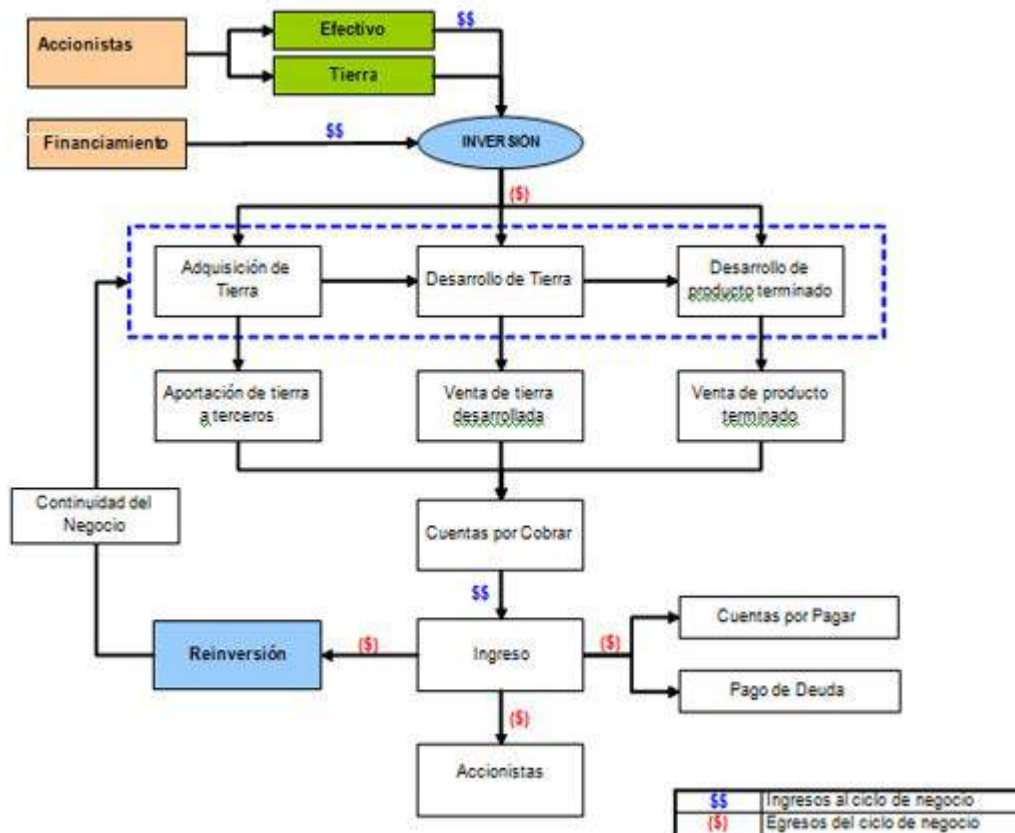 Accionistas
Efectivo
$$
Tierra
Financiamiento
$$
INVERSION
($)
Adquisición de
Tierra
Desarrollo de Tierra
Desarrollo de
producto terminado
Aportación de tierra
a terceros
Venta de tierra
desarrollada
Venta de producto
terminado
Continuidad del
Negocio
Cuentas por Cobrar
$$
Reinversión
($)
Ingreso
($)
Cuentas por Pagar
Pago de Deuda
($)
Accionistas
$$ Ingresos al ciclo de negocio
($) Egresos del ciclo de negocio